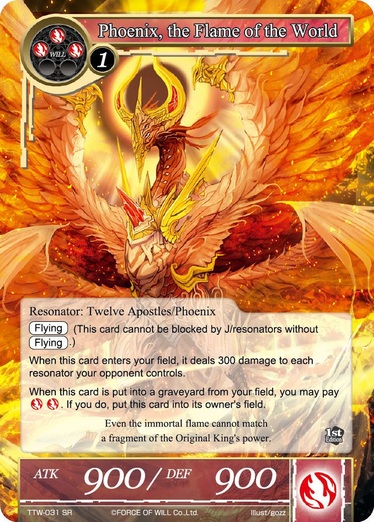 Phoenix, the Flame of the World
WILL
1
Resonator: Twelve Apostles/Phoenix
Flying (This card cannot be blocked by J/resonators without
Flying.)
When this card enters your field, it deals 300 damage to each
resonator your opponent controls.
When this card is put into a graveyard from your field, you may pay
. If you do, put this card into its owner's field.
Even the immortal flame cannot match
a fragment of the Original King's power.
1st
Edition
ATK 900/ DEF 900
TTW-031 SR ©FORCE OF WILL Co.,Ltd. Illust/gozz